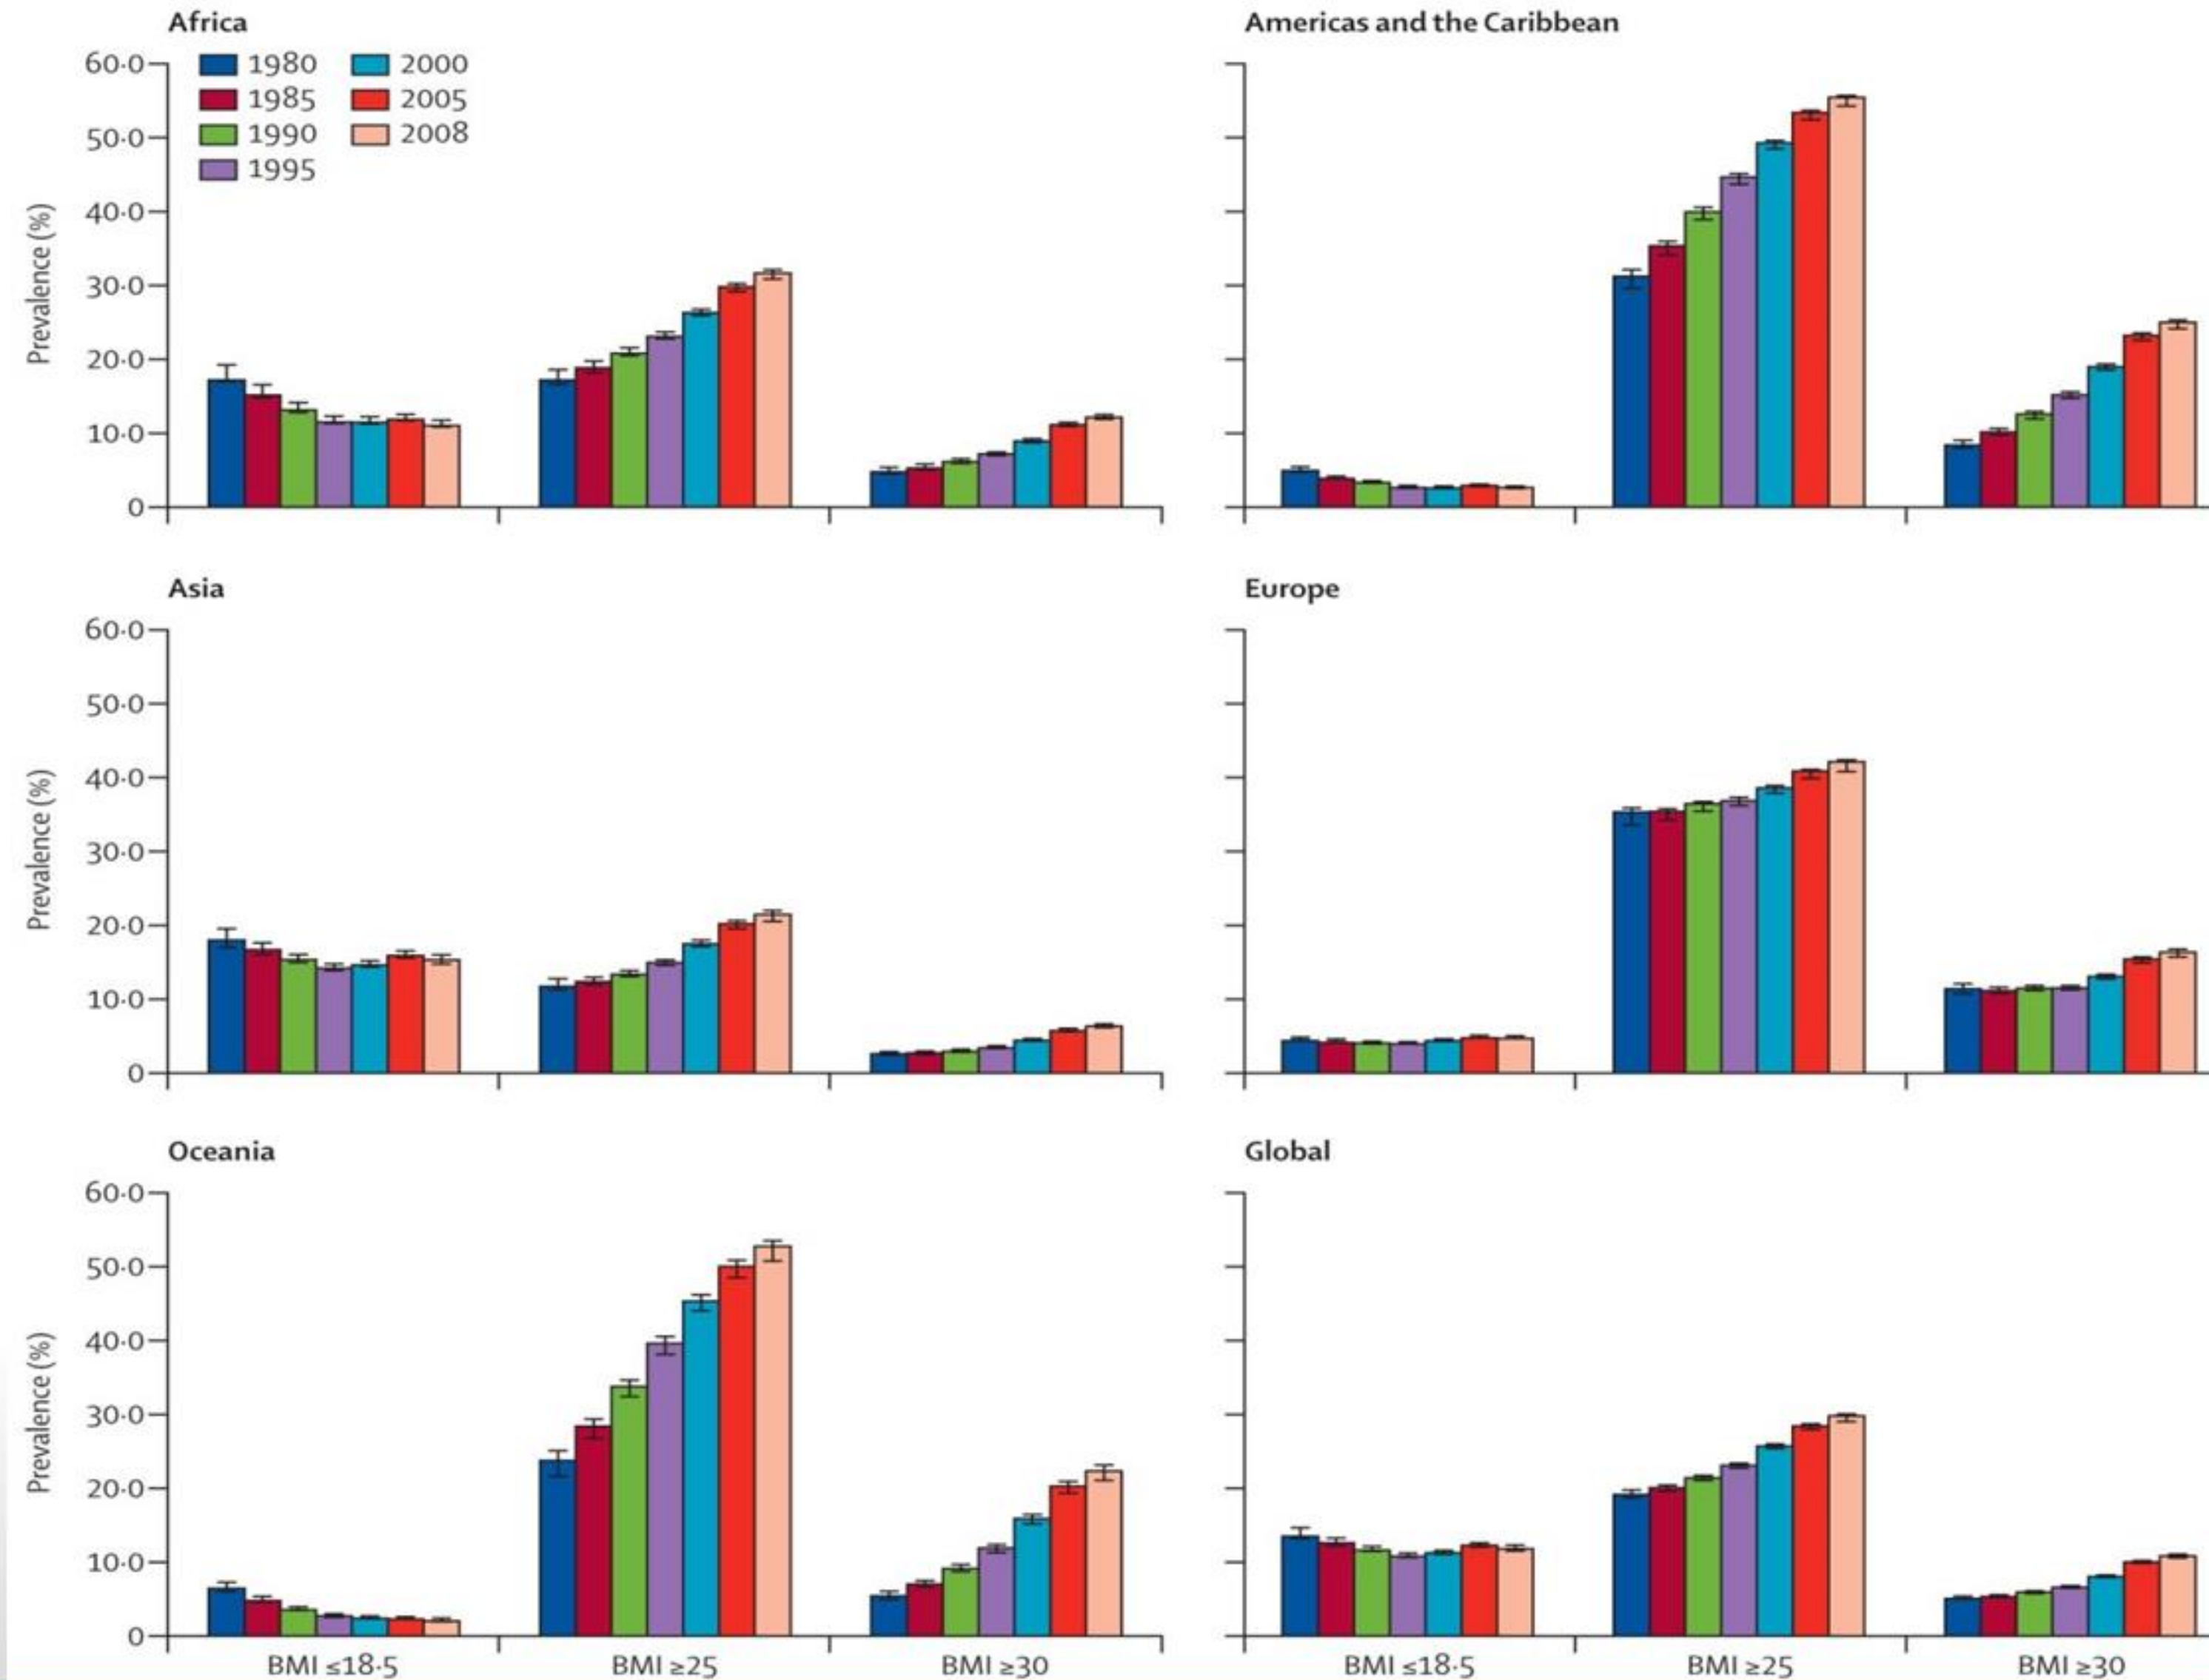 Africa
Americas and the Caribbean
1980
2000
1985
2005
1990
2008
1995
Prevalence (%)
60·0
50·0
40·0
30·0
20·0
10·0
0
Asia
Europe
Prevalence (%)
60·0
50·0
40·0
30·0
20·0
10·0
0
Oceania
Global
Prevalence (%)
60·0
50·0
40·0
30·0
20·0
10·0
0
BMI ≤18·5
BMI ≥25
BMI ≥30
BMI ≤18·5
BMI ≥25
BMI ≥30